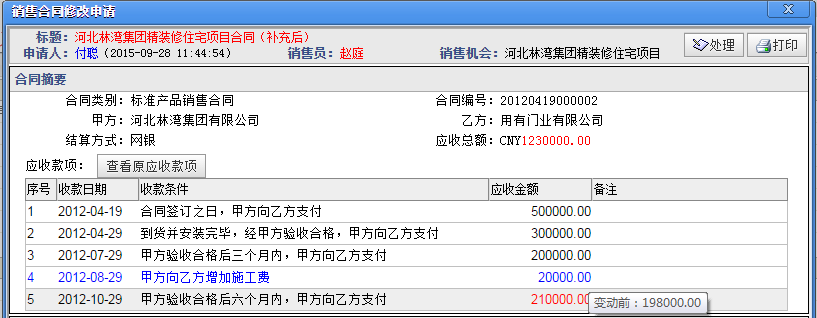 销售合同修改申请
标题：河北林湾集团精装修住宅项目合同（补充后）
申请人：付聪（2015-09-28 11:44:54） 销售员：赵庭 销售机会：河北林湾集团精装修住宅项目 处理 打印
合同摘要
合同类别：标准产品销售合同 合同编号：20120419000002
甲方：河北林湾集团有限公司 乙方：用有门业有限公司
结算方式：网银 应收总额：CNY1230000.00
应收款项： 查看原应收款项
序号 收款日期 收款条件 应收金额 备注
1 2012-04-19 合同签订之日，甲方向乙方支付 500000.00
2 2012-04-29 到货并安装完毕，经甲方验收合格，甲方向乙方支付 300000.00
3 2012-07-29 甲方验收合格后三个月内，甲方向乙方支付 200000.00
4 2012-08-29 甲方向乙方增加施工费 20000.00
5 2012-10-29 甲方验收合格后六个月内，甲方向乙方支付 210000.00 变动前：198000.00